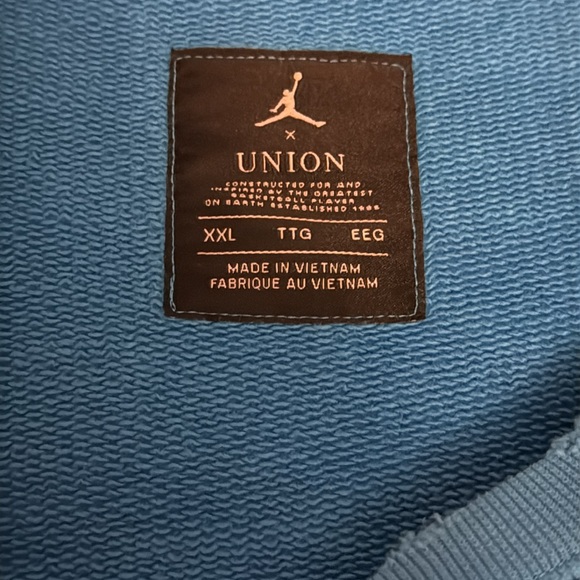 ×
UNION
CONSTRUCTED FOR AND
INSPIRED BY THE GREATEST
BASKETBALL PLAYER
ON EARTH ESTABLISHED 1985
XXL TTG EEG
MADE IN VIETNAM
FABRIQUE AU VIETNAM